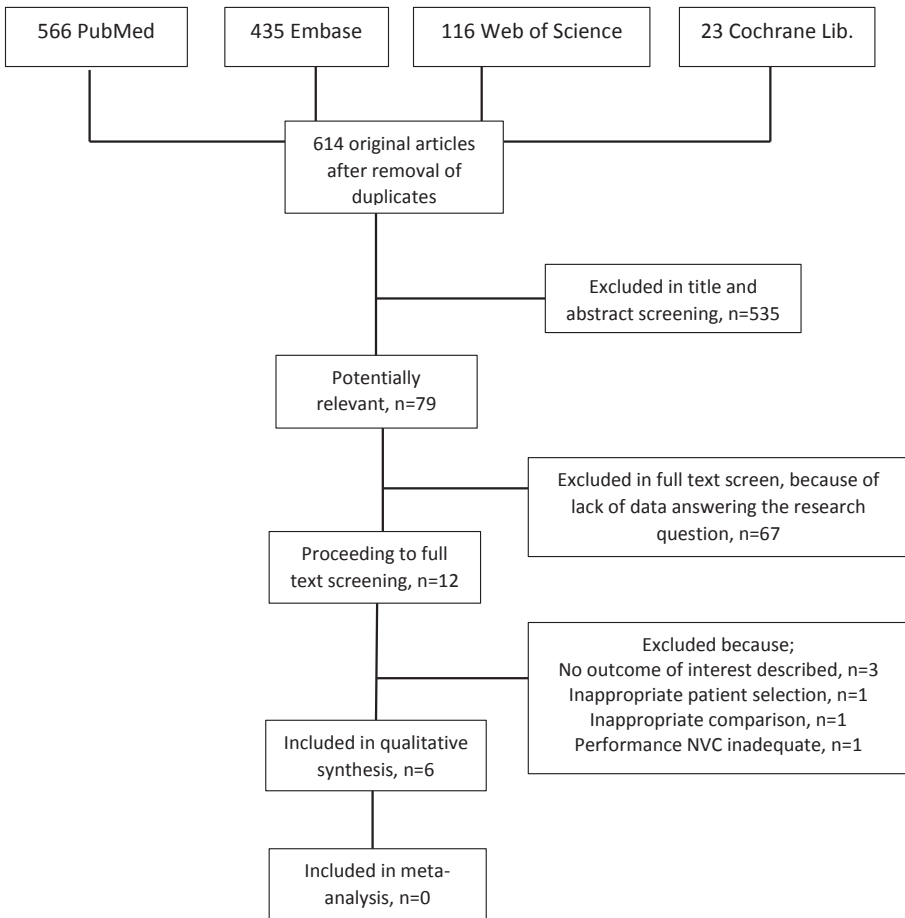 566 PubMed
435 Embase
116 Web of Science
23 Cochrane Lib.
614 original articles
after removal of
duplicates
Excluded in title and
abstract screening, n=535
Potentially
relevant, n=79
Excluded in full text screen, because of
lack of data answering the research
question, n=67
Proceeding to full
text screening, n=12
Excluded because;
No outcome of interest described, n=3
Inappropriate patient selection, n=1
Inappropriate comparison, n=1
Performance NVC inadequate, n=1
Included in qualitative
synthesis, n=6
Included in meta-
analysis, n=0